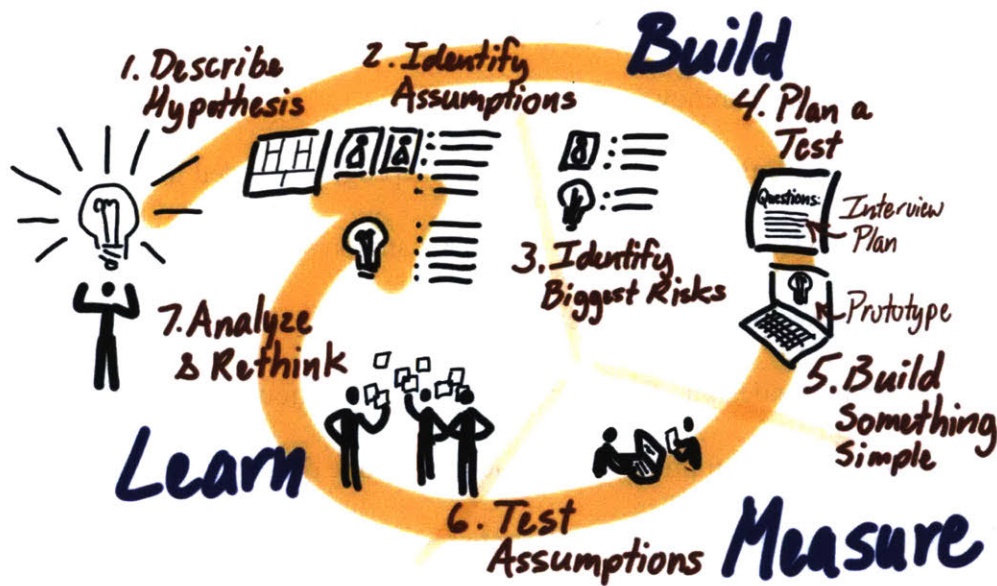 1. Describe
Hypothesis
2. Identify
Assumptions
Build
4. Plan a
Test
Questions:
Interview
Plan
3. Identify
Biggest Risks
Prototype
7. Analyze
& Rethink
5. Build
Something
Simple
Learn
6. Test
Assumptions
Measure